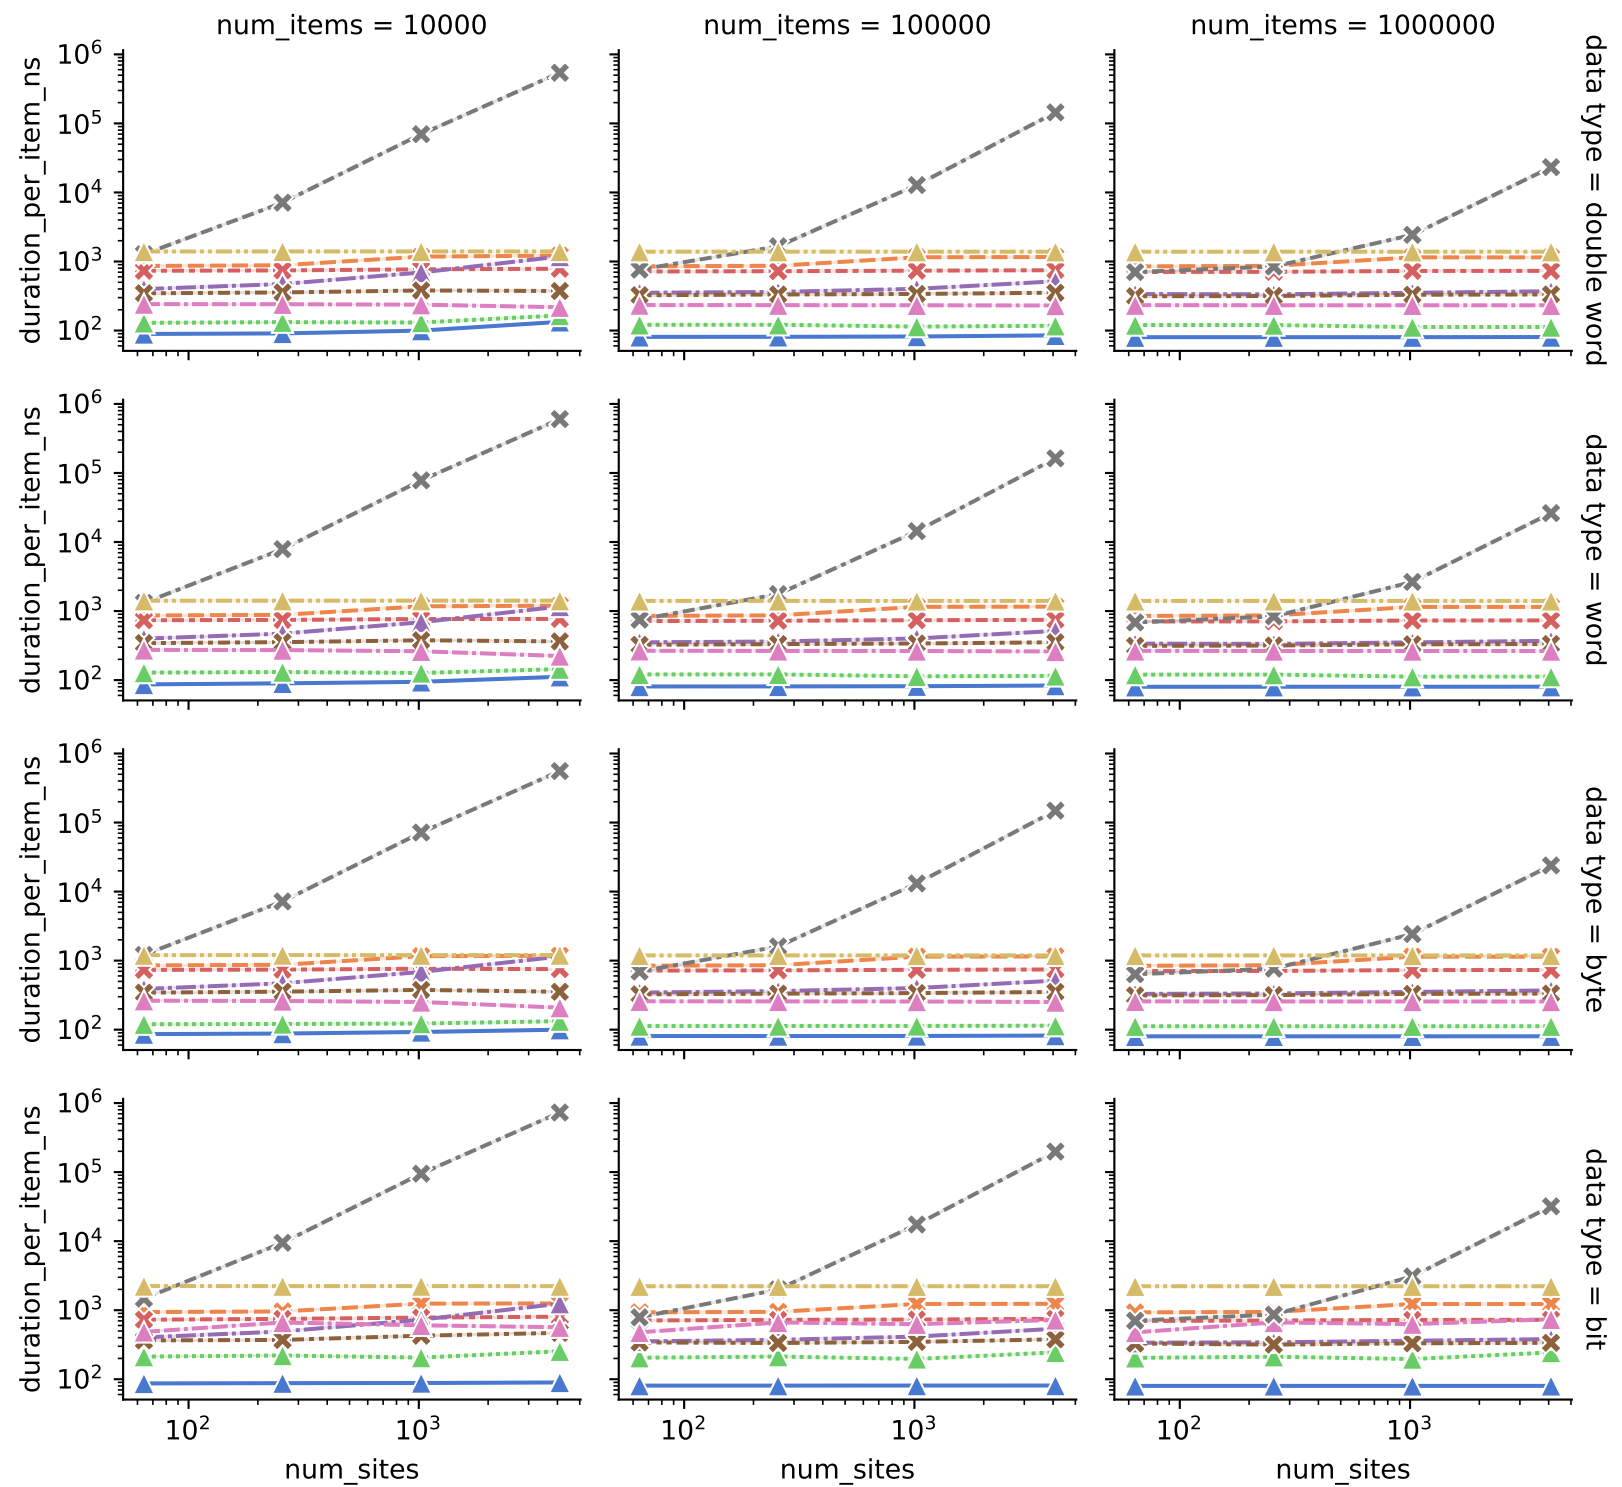 num_items = 10000
num_items = 100000
num_items = 1000000
duration_per_item_ns
10⁶
10⁵
10⁴
10³
10²
data type = double word
duration_per_item_ns
10⁶
10⁵
10⁴
10³
10²
data type = word
duration_per_item_ns
10⁶
10⁵
10⁴
10³
10²
data type = byte
duration_per_item_ns
10⁶
10⁵
10⁴
10³
10²
data type = bit
10²
10³
10²
10³
10²
10³
num_sites
num_sites
num_sites